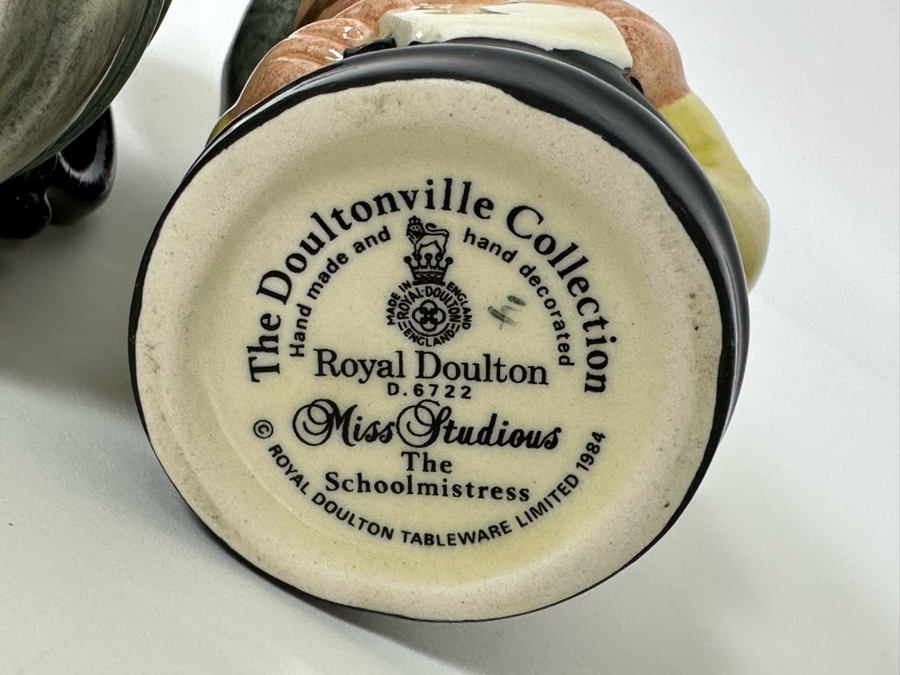 The Doultonville Collection
Hand made and hand decorated
MADE IN ENGLAND
ROYAL·DOULTON
ENGLAND
Royal Doulton
D.6722
Miss Studious
The
Schoolmistress
© ROYAL DOULTON TABLEWARE LIMITED 1984